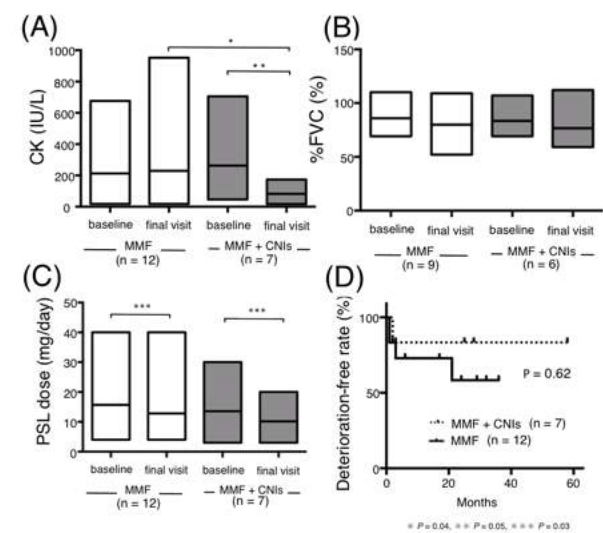 (A)
CK (IU/L)
1000
800
600
400
200
0
*
**
baseline final visit baseline final visit
MMF MMF + CNIs
(n = 12) (n = 7)
(B)
%FVC (%)
150
100
50
0
baseline final visit baseline final visit
MMF MMF + CNIs
(n = 9) (n = 6)
(C)
PSL dose (mg/day)
50
40
30
20
10
0
*** ***
baseline final visit baseline final visit
MMF MMF + CNIs
(n = 12) (n = 7)
(D)
Deterioration-free rate (%)
100
50
0
P = 0.62
MMF + CNIs (n = 7)
MMF (n = 12)
0 20 40 60
Months
* P = 0.04, ** P = 0.05, *** P = 0.03